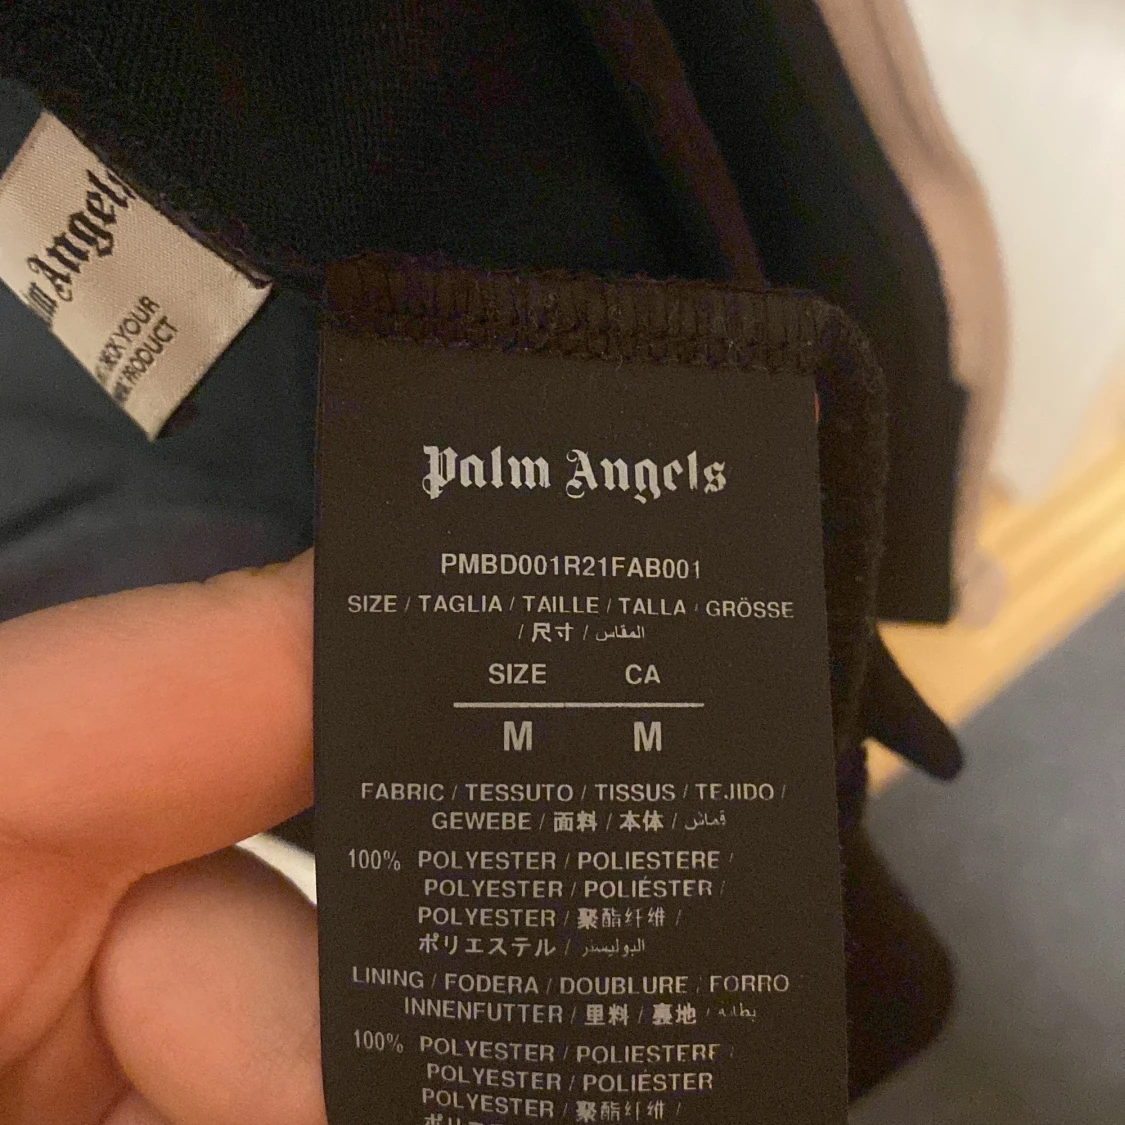 Angels
YOUR
PRODUCT
Palm Angels
PMBD001R21FAB001
SIZE / TAGLIA / TAILLE / TALLA / GRÖSSE
/ 尺寸 / المقاس
SIZE CA
M M
FABRIC / TESSUTO / TISSUS / TEJIDO /
GEWEBE / 面料 / 本体 / قماش
100% POLYESTER / POLIESTERE /
POLYESTER / POLIÉSTER /
POLYESTER / 聚酯纤维 /
ポリエステル / البوليستر
LINING / FODERA / DOUBLURE / FORRO
INNENFUTTER / 里料 / 裏地 / بطانة
100% POLYESTER / POLIESTERE /
POLYESTER / POLIÉSTER
POLYESTER / 聚酯纤维 /